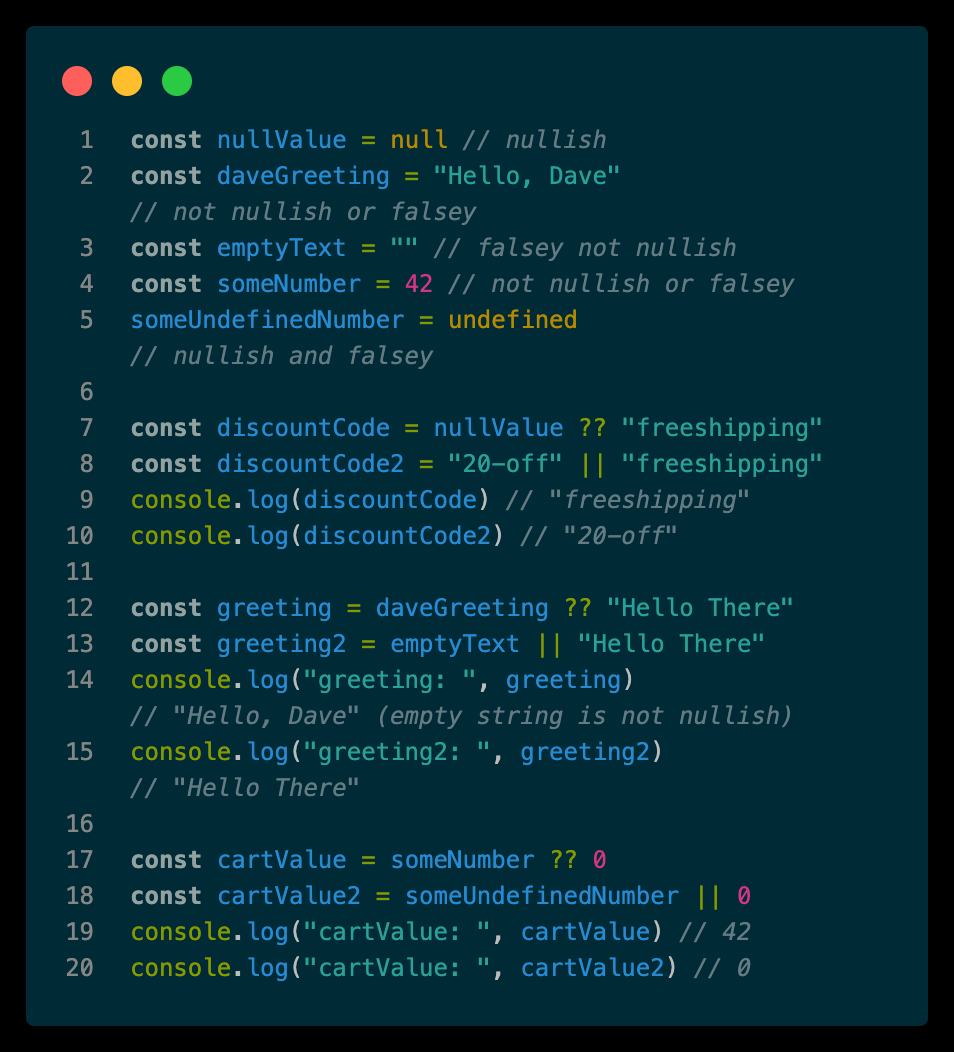 1 const nullValue = null // nullish
2 const daveGreeting = "Hello, Dave"
// not nullish or falsey
3 const emptyText = "" // falsey not nullish
4 const someNumber = 42 // not nullish or falsey
5 someUndefinedNumber = undefined
// nullish and falsey
6
7 const discountCode = nullValue ?? "freeshipping"
8 const discountCode2 = "20-off" || "freeshipping"
9 console.log(discountCode) // "freeshipping"
10 console.log(discountCode2) // "20-off"
11
12 const greeting = daveGreeting ?? "Hello There"
13 const greeting2 = emptyText || "Hello There"
14 console.log("greeting: ", greeting)
// "Hello, Dave" (empty string is not nullish)
15 console.log("greeting2: ", greeting2)
// "Hello There"
16
17 const cartValue = someNumber ?? 0
18 const cartValue2 = someUndefinedNumber || 0
19 console.log("cartValue: ", cartValue) // 42
20 console.log("cartValue: ", cartValue2) // 0